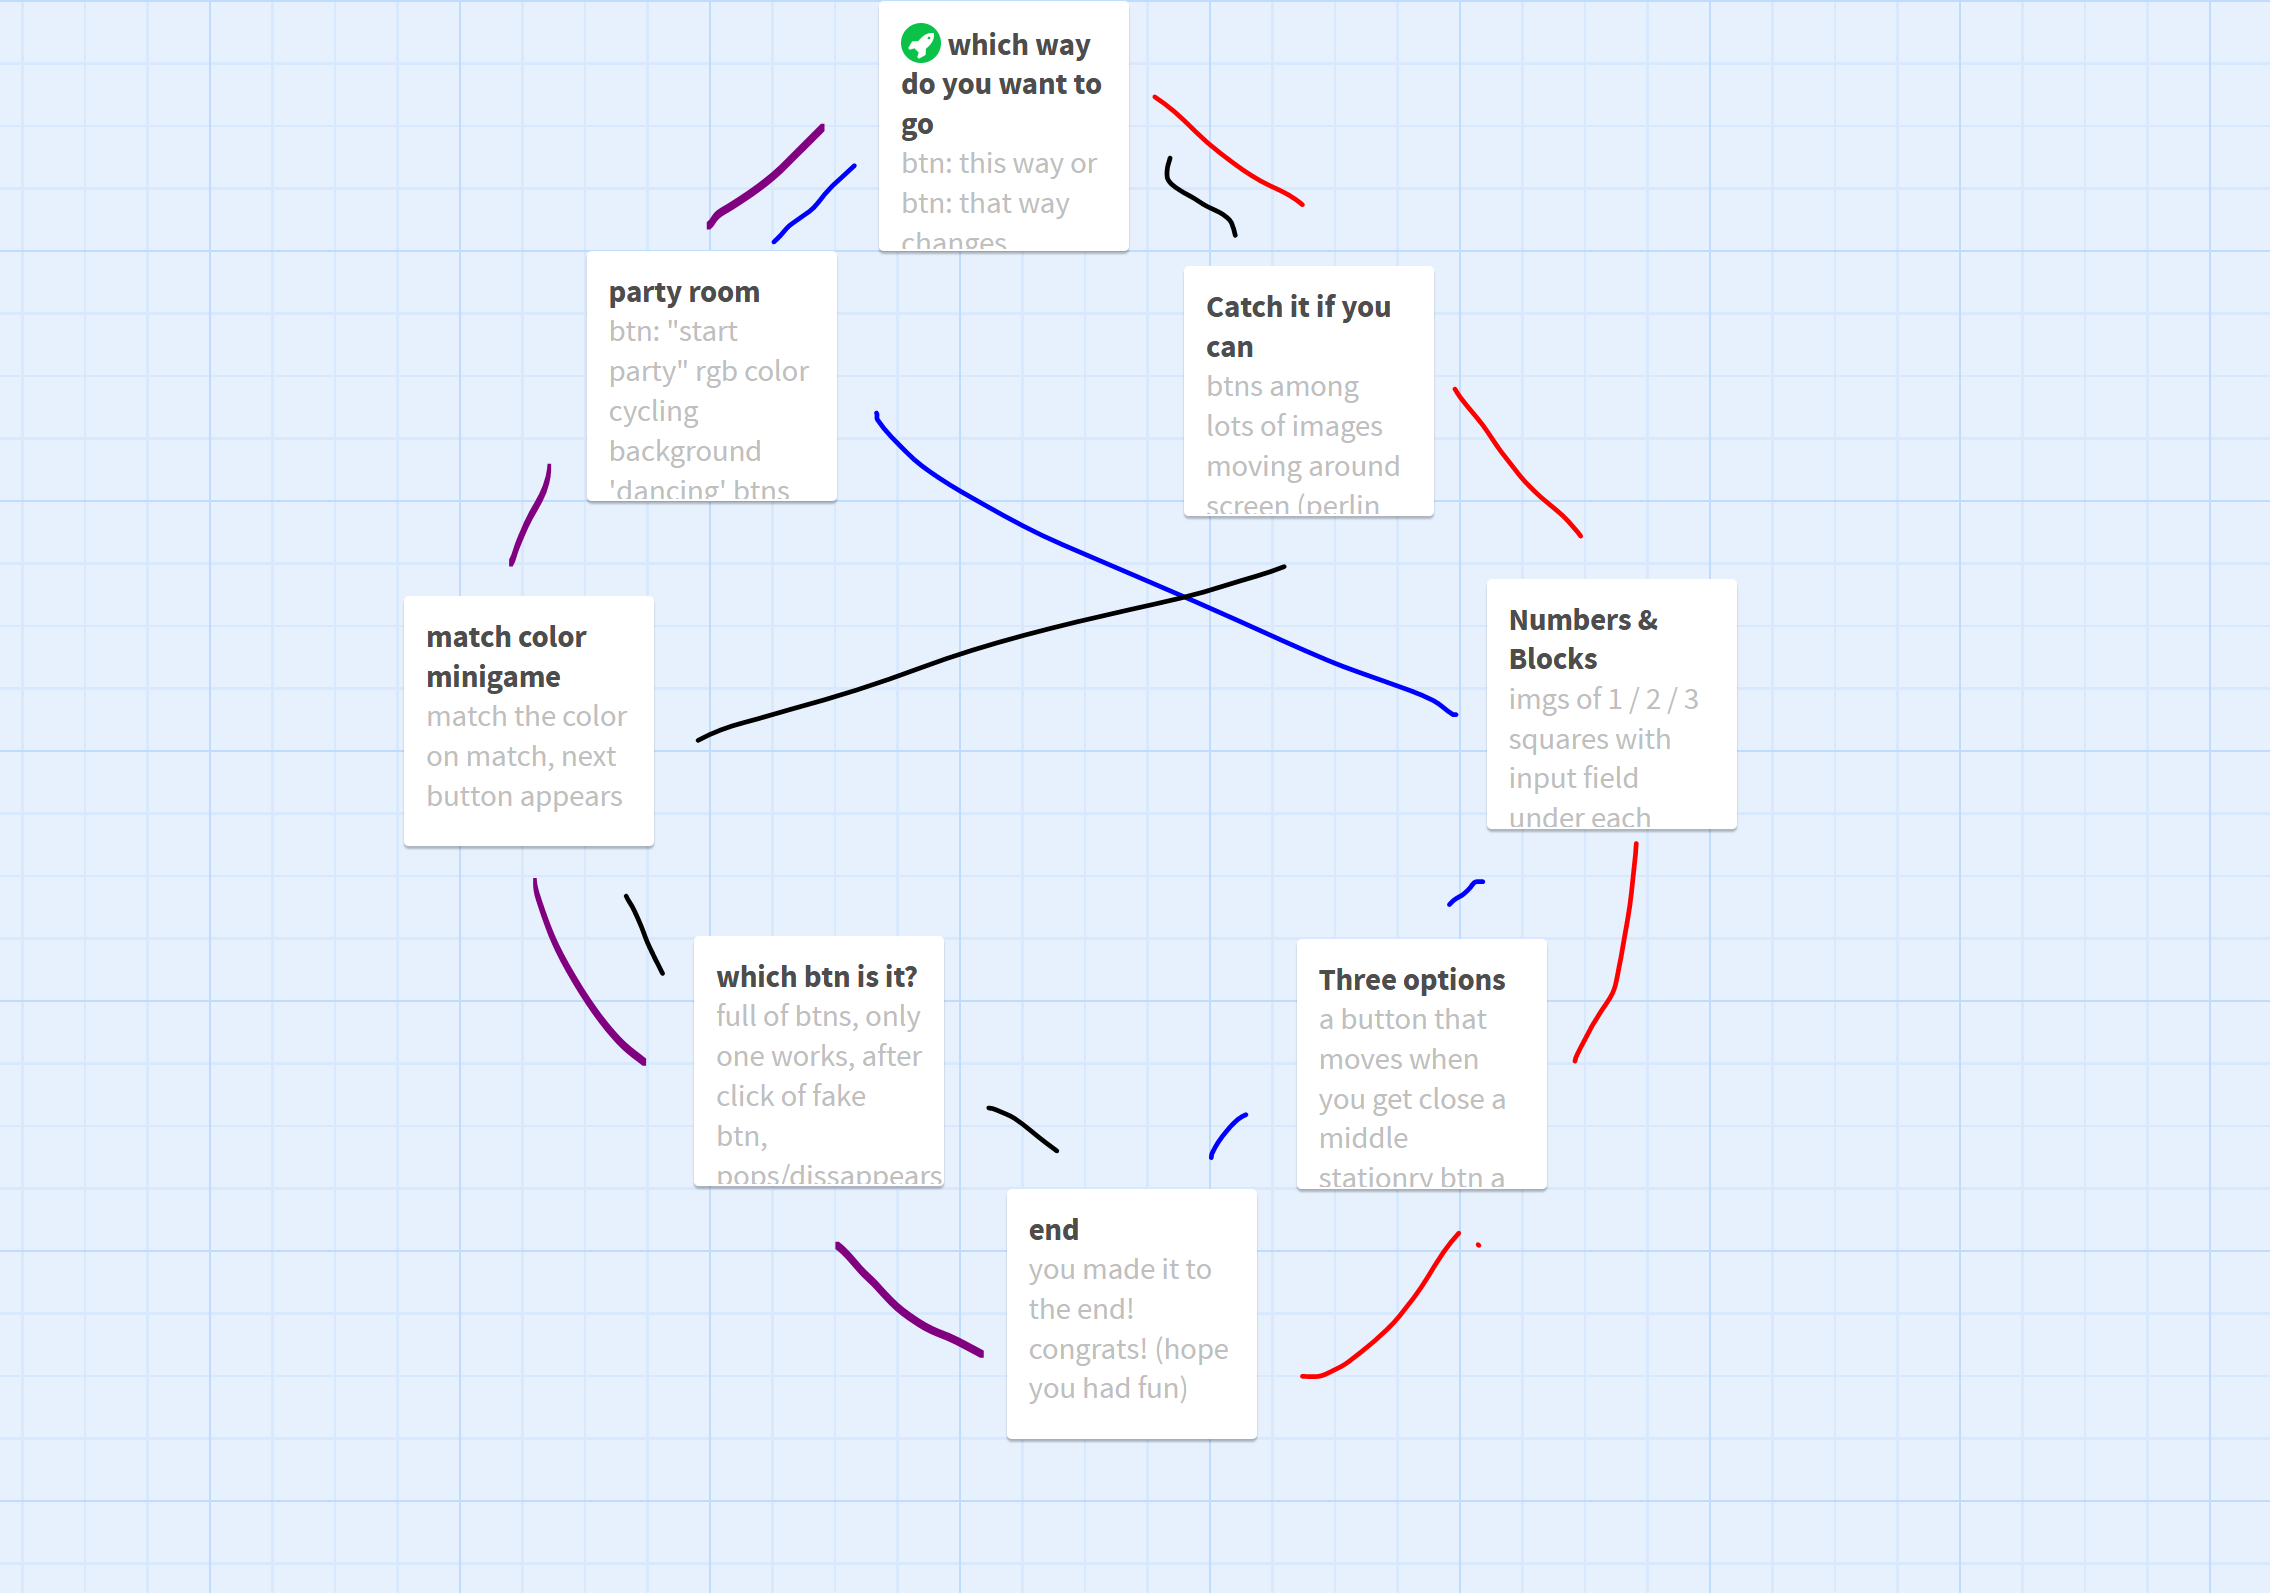 which way
do you want to
go
btn: this way or
btn: that way
changes
party room
btn: "start
party" rgb color
cycling
background
'dancing' btns
Catch it if you
can
btns among
lots of images
moving around
screen (perlin
match color
minigame
match the color
on match, next
button appears
Numbers &
Blocks
imgs of 1 / 2 / 3
squares with
input field
under each
which btn is it?
full of btns, only
one works, after
click of fake
btn,
pops/dissappears
Three options
a button that
moves when
you get close a
middle
stationry btn a
end
you made it to
the end!
congrats! (hope
you had fun)